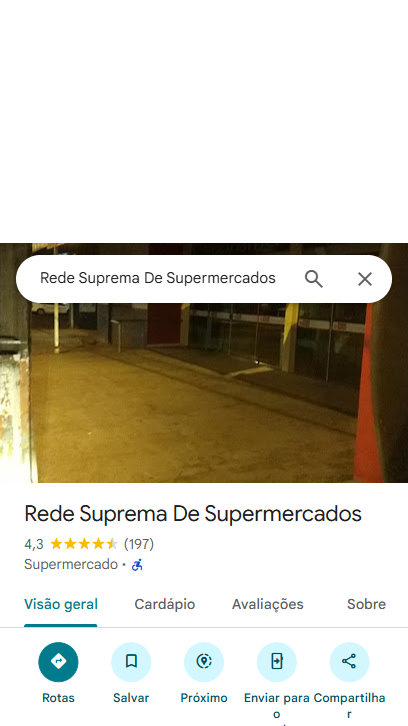 Rede Suprema De Supermercados
Rede Suprema De Supermercados
4,3 (197)
Supermercado ·
Visão geral Cardápio Avaliações Sobre
Rotas Salvar Próximo Enviar para o Compartilhar